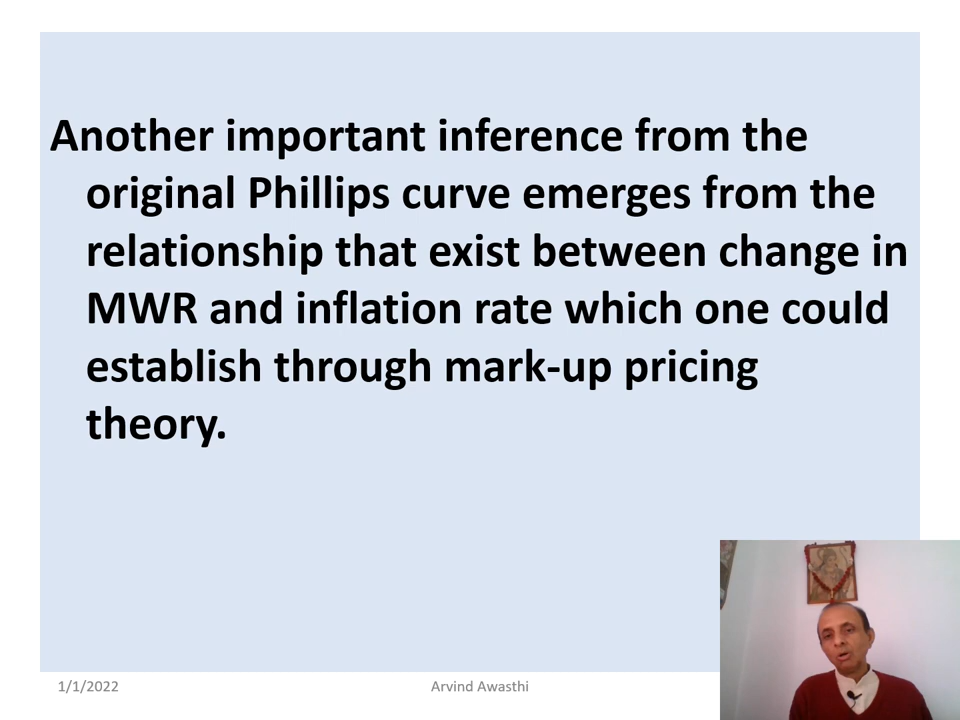 Another important inference from the
original Phillips curve emerges from the
relationship that exist between change in
MWR and inflation rate which one could
establish through mark-up pricing
theory.
1/1/2022
Arvind Awasthi